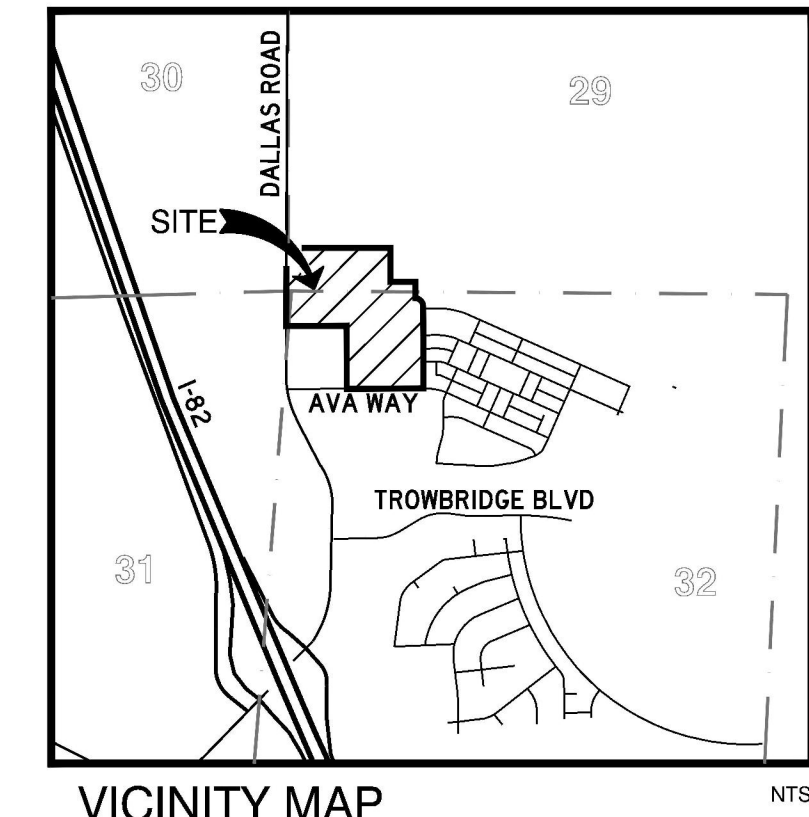 30
29
DALLAS ROAD
SITE
I-82
AVA WAY
TROWBRIDGE BLVD
31
32
VICINITY MAP
NTS